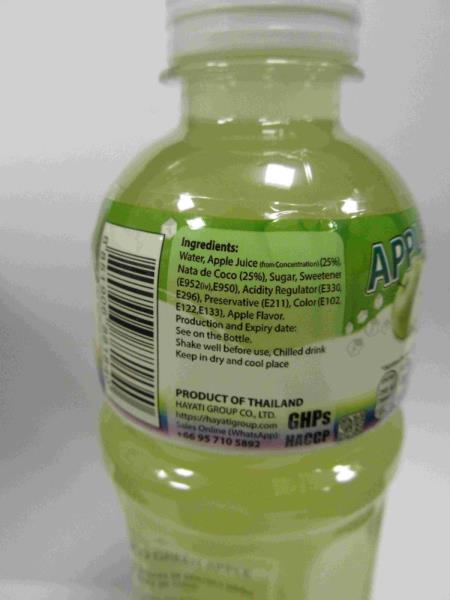 Ingredients:
Water, Apple Juice (from Concentration)(25%),
Nata de Coco (25%), Sugar, Sweetener
(E952(iv),E950), Acidity Regulator(E330,
E296), Preservative (E211), Color(E102,
E122,E133), Apple Flavor.
Production and Expiry date:
See on the Bottle.
Shake well before use, Chilled drink
Keep in dry and cool place
PRODUCT OF THAILAND
HAYATI GROUP CO., LTD.
https://hayatigroup.com
Sales Online (WhatsApp):
+66 95 710 5892
GHPs
HACCP
GREEN APPLE